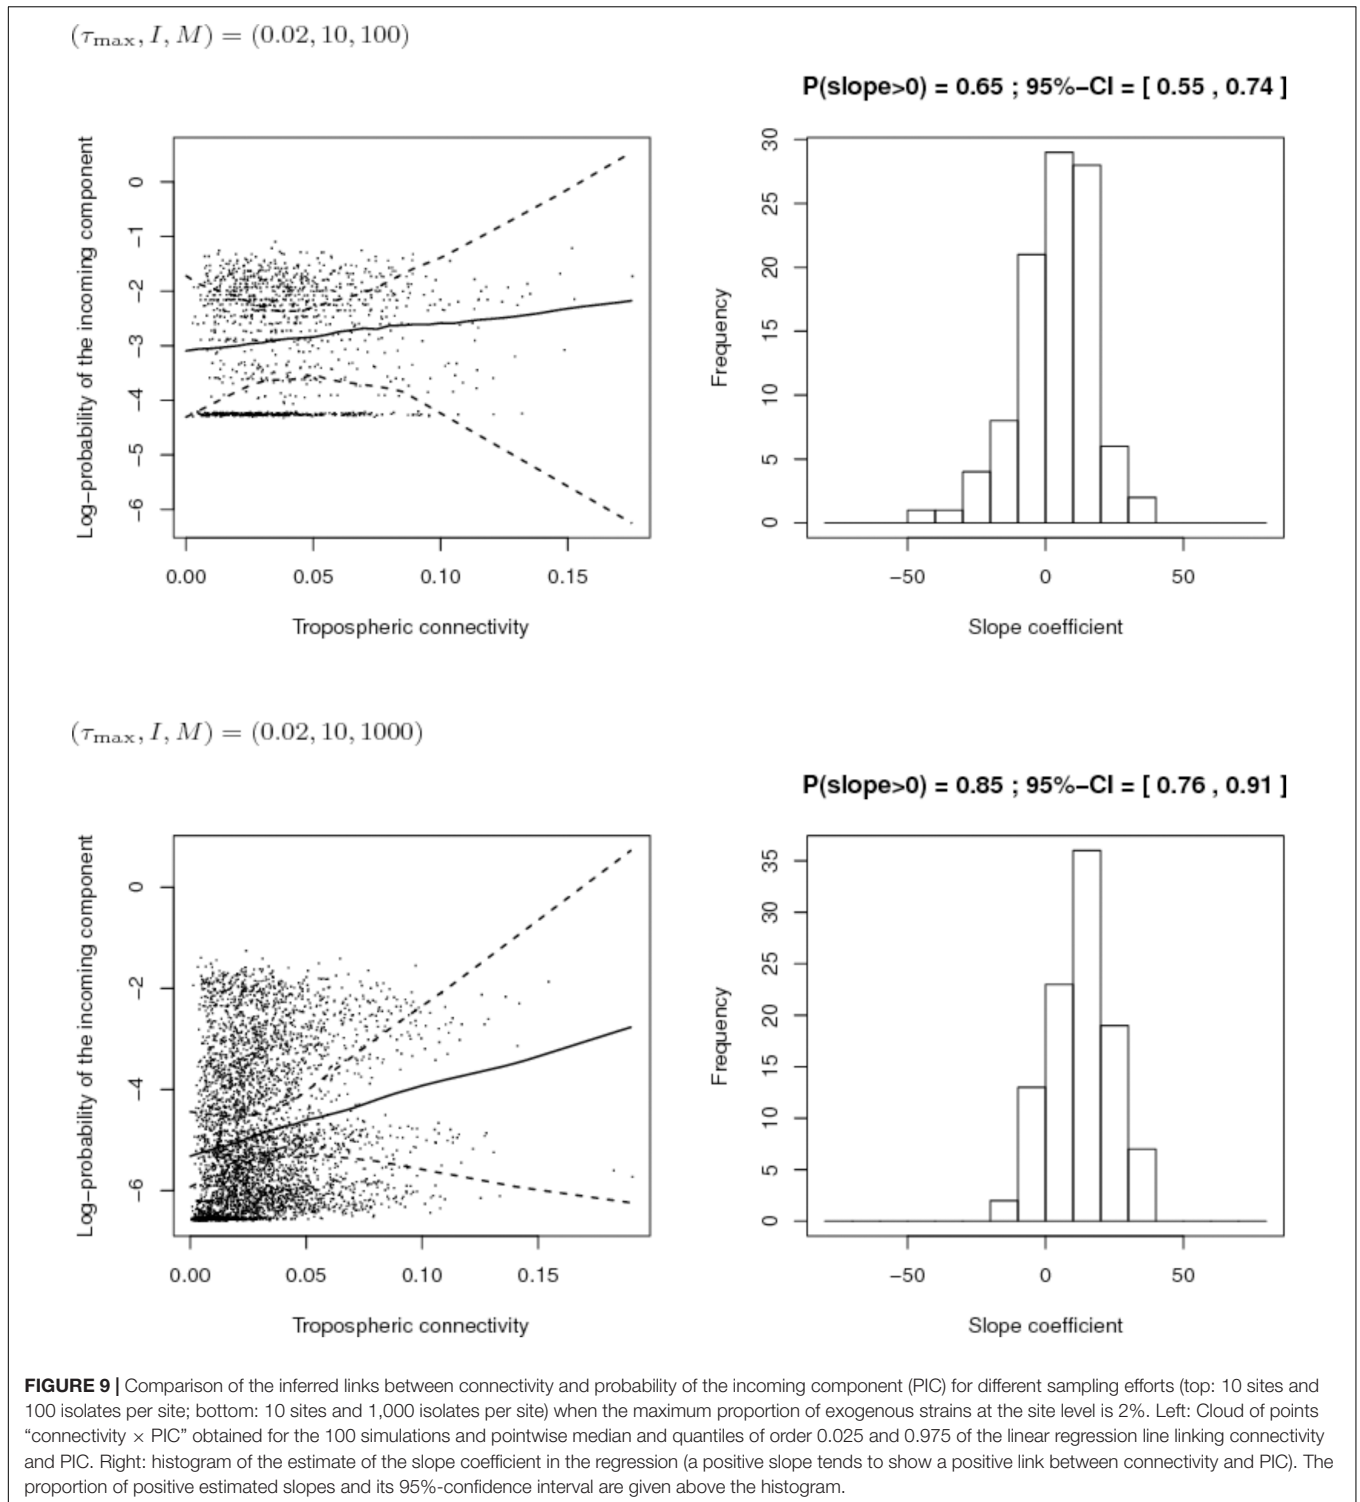 (τmax, I, M) = (0.02, 10, 100)
P(slope>0) = 0.65 ; 95%−CI = [ 0.55 , 0.74 ]
Log−probability of the incoming component
0
−1
−2
−3
−4
−5
−6
0.00 0.05 0.10 0.15
Tropospheric connectivity
Frequency
30
25
20
15
10
5
0
−50 0 50
Slope coefficient
(τmax, I, M) = (0.02, 10, 1000)
P(slope>0) = 0.85 ; 95%−CI = [ 0.76 , 0.91 ]
Log−probability of the incoming component
0
−2
−4
−6
0.00 0.05 0.10 0.15
Tropospheric connectivity
Frequency
35
30
25
20
15
10
5
0
−50 0 50
Slope coefficient
FIGURE 9 | Comparison of the inferred links between connectivity and probability of the incoming component (PIC) for different sampling efforts (top: 10 sites and
100 isolates per site; bottom: 10 sites and 1,000 isolates per site) when the maximum proportion of exogenous strains at the site level is 2%. Left: Cloud of points
“connectivity × PIC” obtained for the 100 simulations and pointwise median and quantiles of order 0.025 and 0.975 of the linear regression line linking connectivity
and PIC. Right: histogram of the estimate of the slope coefficient in the regression (a positive slope tends to show a positive link between connectivity and PIC). The
proportion of positive estimated slopes and its 95%-confidence interval are given above the histogram.